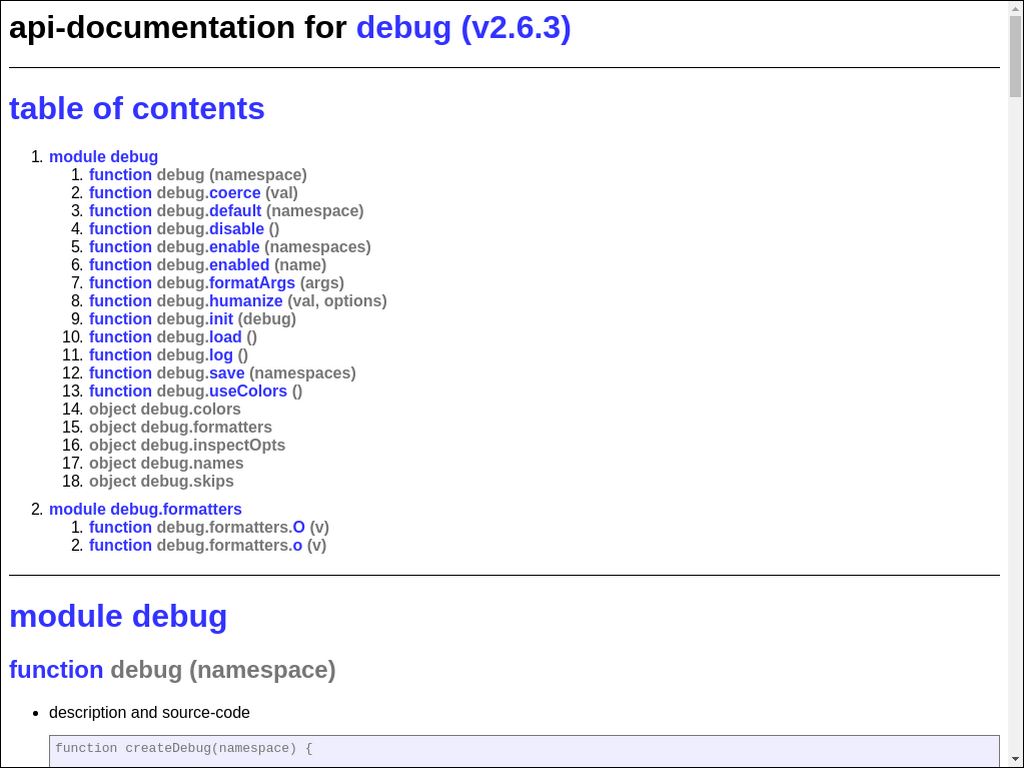 api-documentation for debug (v2.6.3)
table of contents
1. module debug
1. function debug (namespace)
2. function debug.coerce (val)
3. function debug.default (namespace)
4. function debug.disable ()
5. function debug.enable (namespaces)
6. function debug.enabled (name)
7. function debug.formatArgs (args)
8. function debug.humanize (val, options)
9. function debug.init (debug)
10. function debug.load ()
11. function debug.log ()
12. function debug.save (namespaces)
13. function debug.useColors ()
14. object debug.colors
15. object debug.formatters
16. object debug.inspectOpts
17. object debug.names
18. object debug.skips
2. module debug.formatters
1. function debug.formatters.O (v)
2. function debug.formatters.o (v)
module debug
function debug (namespace)
• description and source-code
function createDebug(namespace) {